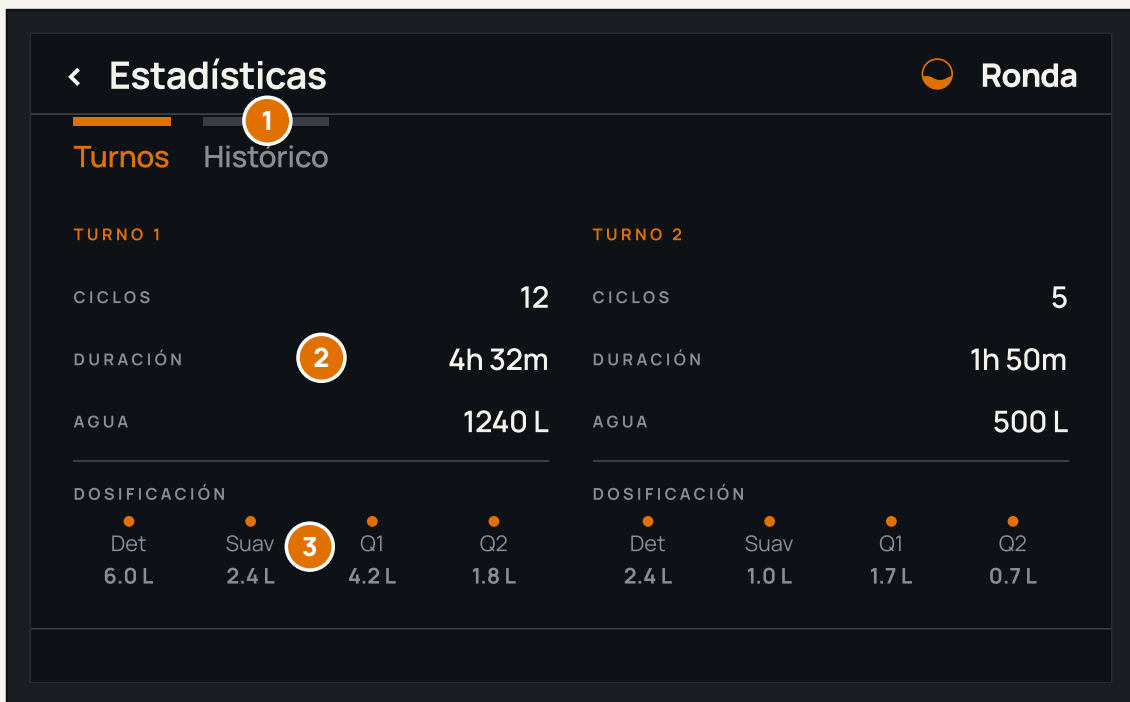 Estadísticas
Ronda
1
Turnos Histórico
TURNO 1
CICLOS 12
DURACIÓN 2 4h 32m
AGUA 1240 L
DOSIFICACIÓN
Det Suav 3 Q1 Q2
6.0 L 2.4 L 4.2 L 1.8 L
TURNO 2
CICLOS 5
DURACIÓN 1h 50m
AGUA 500 L
DOSIFICACIÓN
Det Suav Q1 Q2
2.4 L 1.0 L 1.7 L 0.7 L